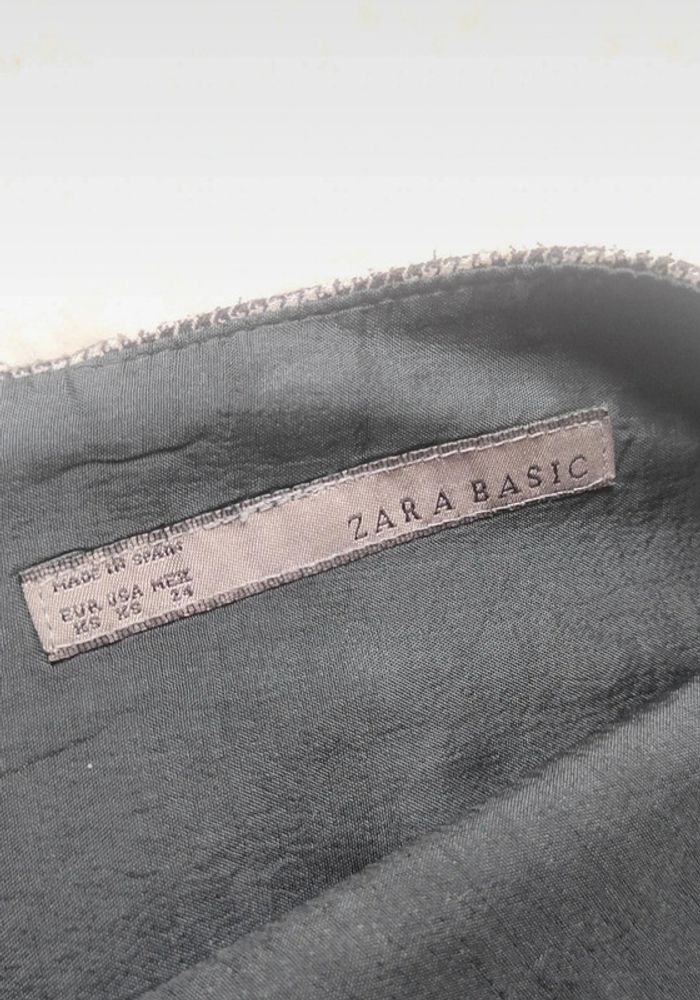 ZARA BASIC
MADE IN SPAIN
EUR USA MEX
XS XS 24